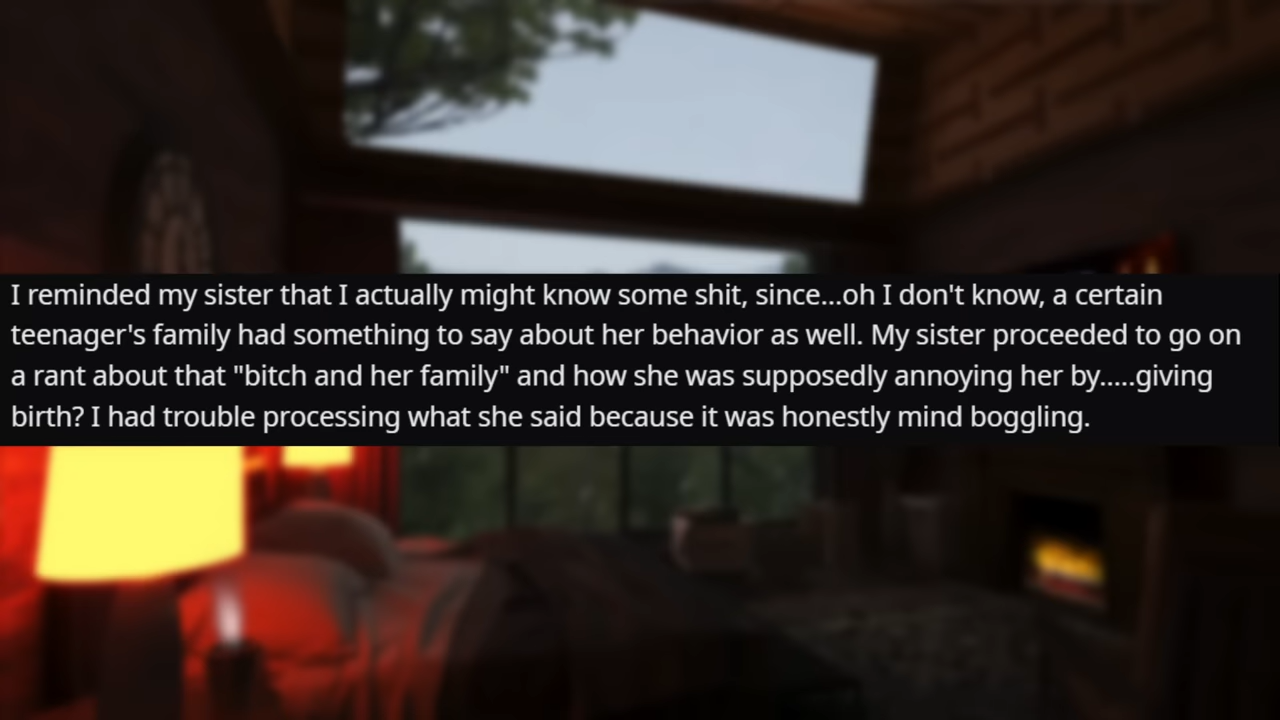 I reminded my sister that I actually might know some shit, since...oh I don't know, a certain
teenager's family had something to say about her behavior as well. My sister proceeded to go on
a rant about that "bitch and her family" and how she was supposedly annoying her by.....giving
birth? I had trouble processing what she said because it was honestly mind boggling.